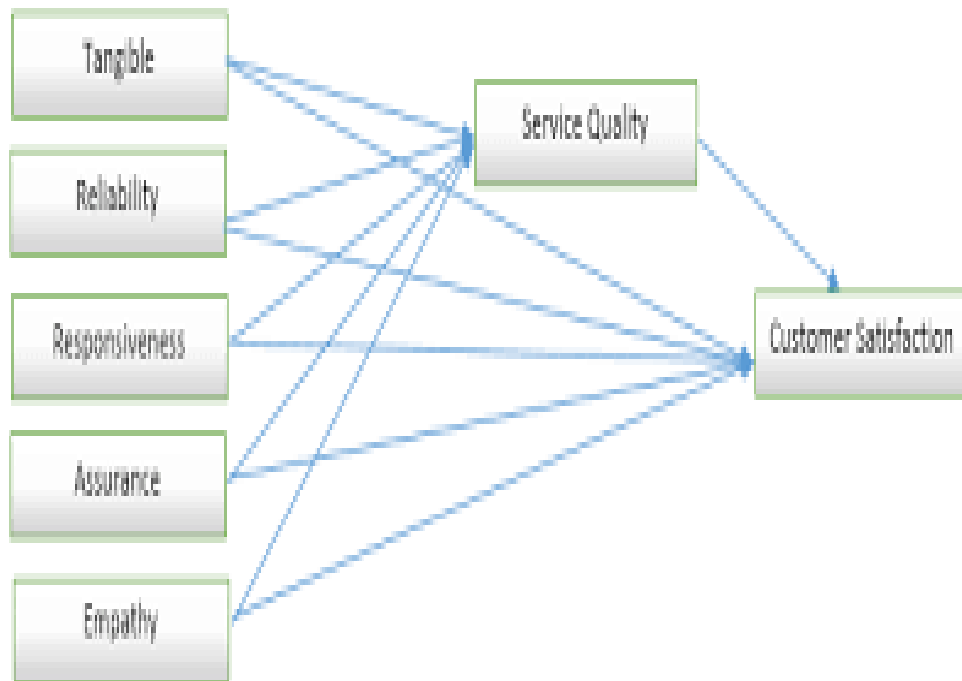 Tangible
Service Quality
Reliability
Responsiveness
Customer Satisfaction
Assurance
Empathy